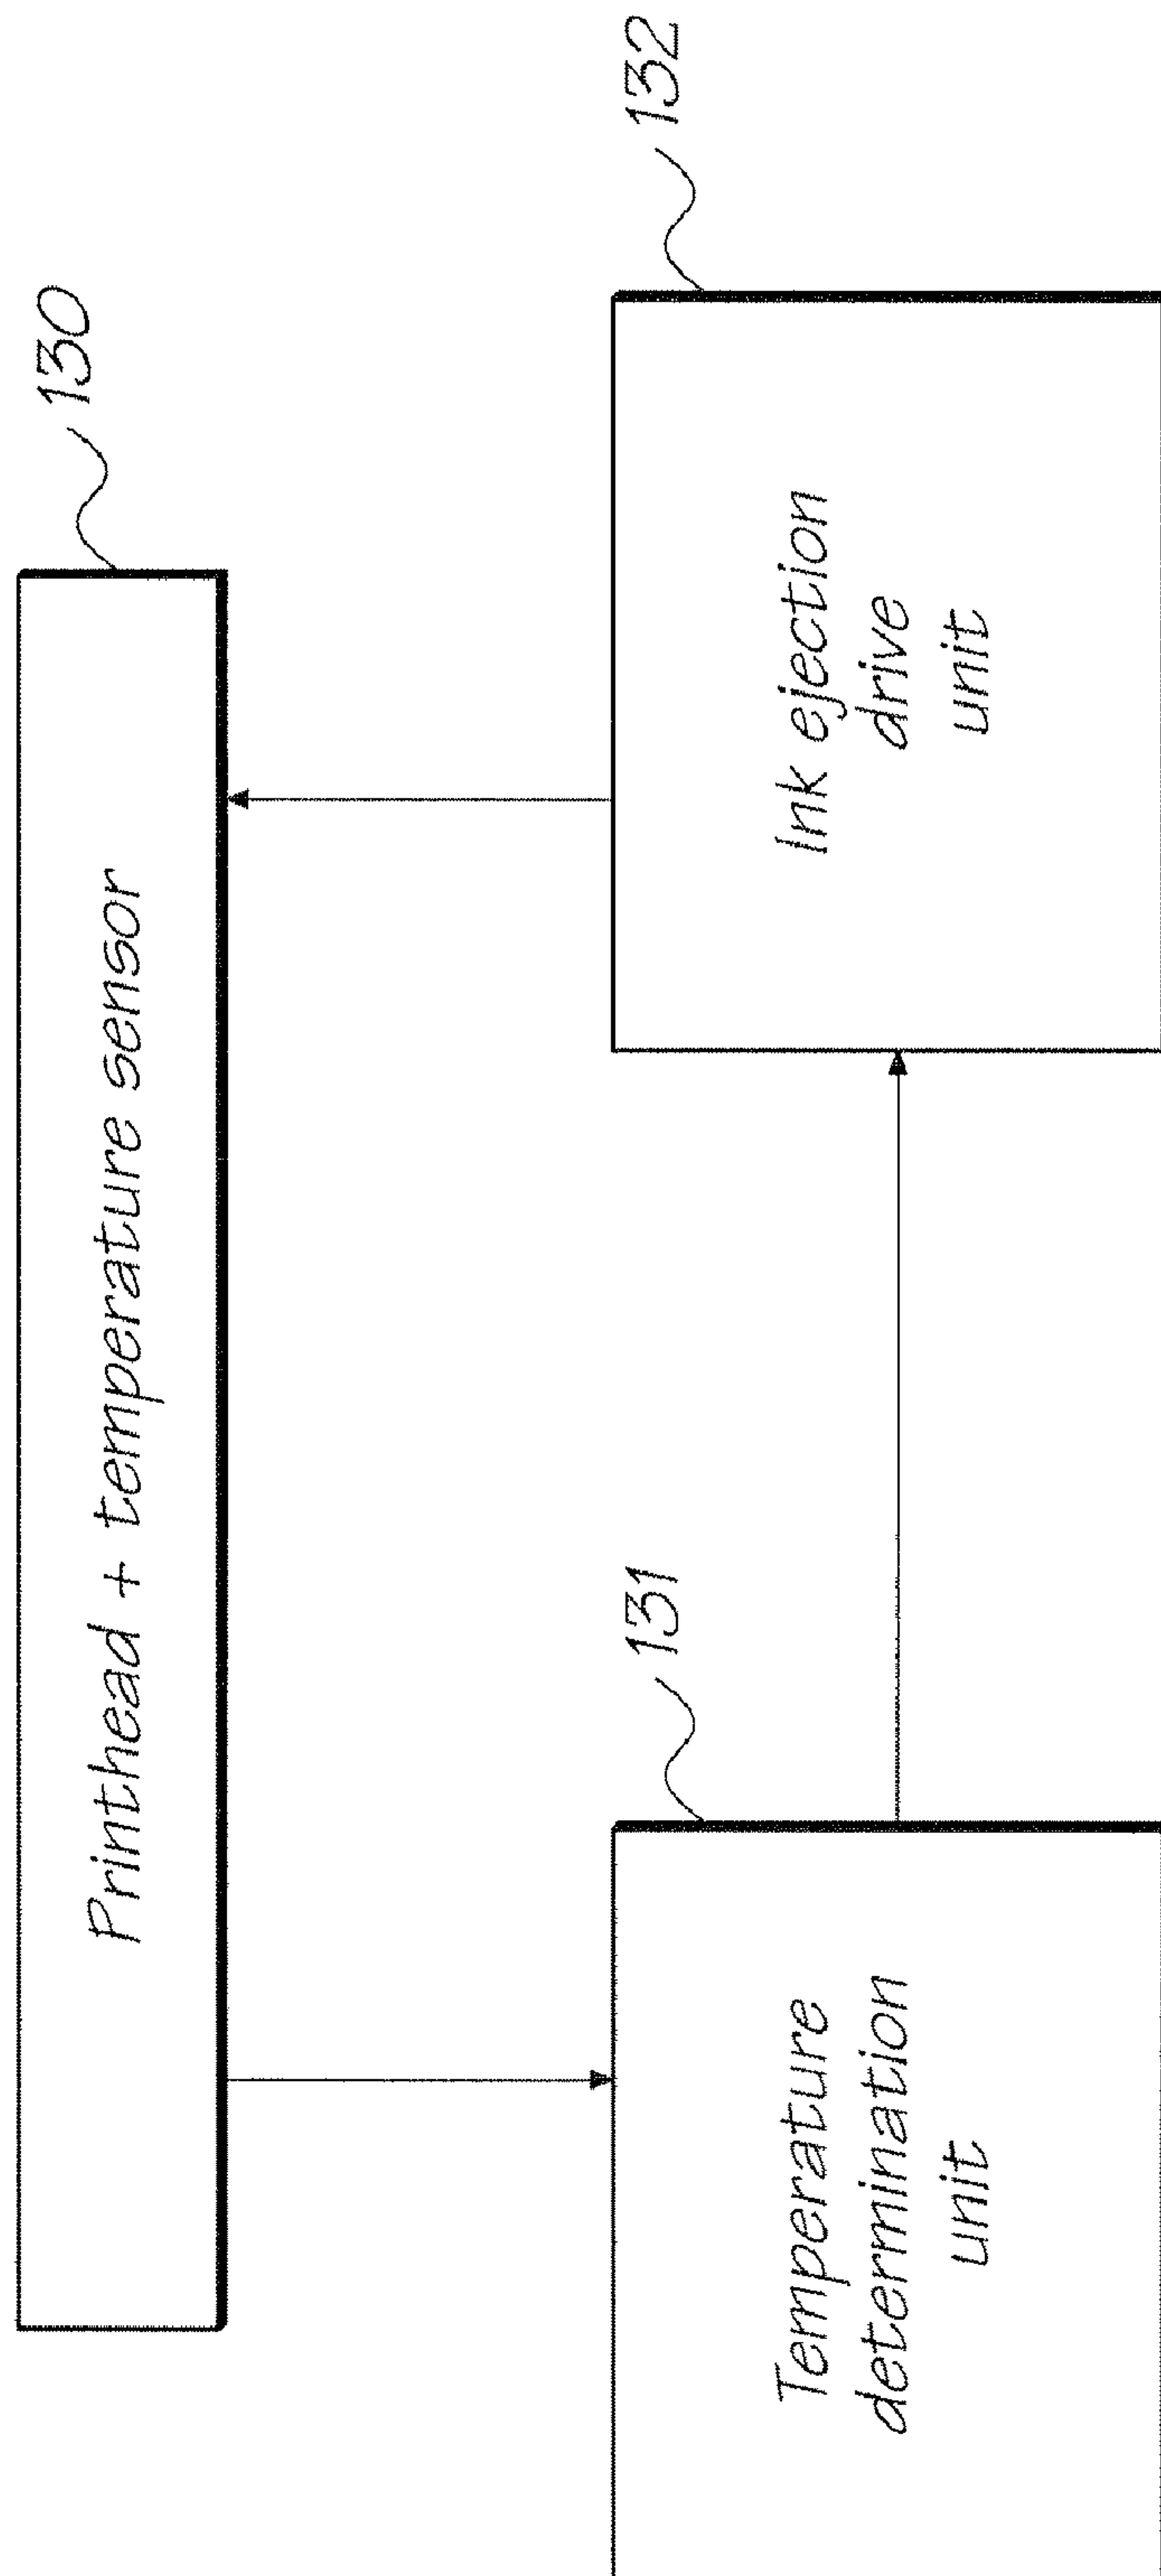 Printhead + temperature sensor
130
131
132
Temperature
determination
unit
Ink ejection
drive
unit